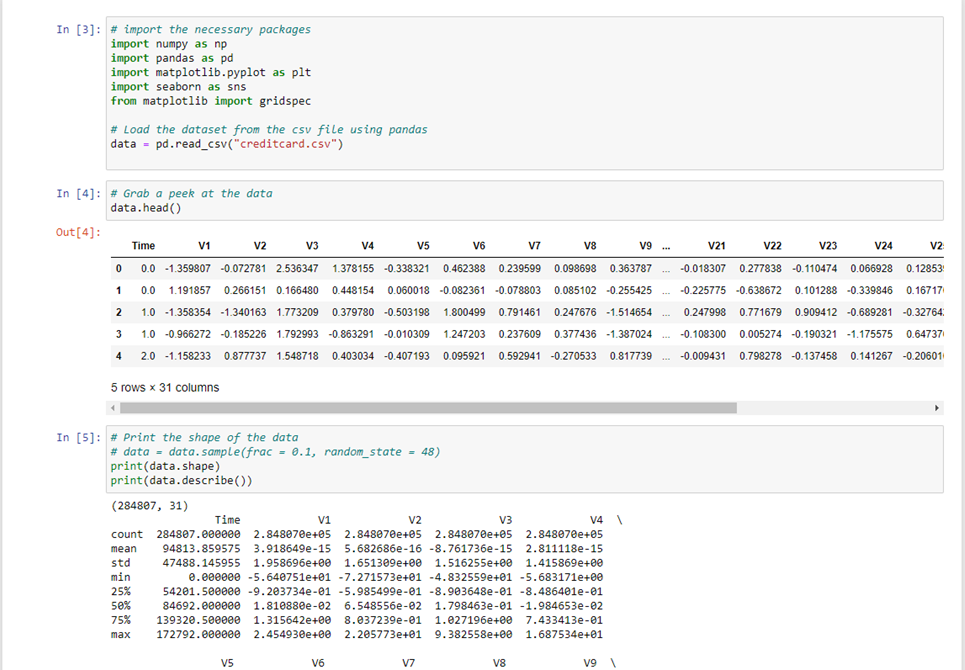 In [3]: # import the necessary packages
import numpy as np
import pandas as pd
import matplotlib.pyplot as plt
import seaborn as sns
from matplotlib import gridspec
# Load the dataset from the csv file using pandas
data = pd.read_csv("creditcard.csv")
In [4]: # Grab a peek at the data
data.head()
Out[4]:
Time V1 V2 V3 V4 V5 V6 V7 V8 V9 ... V21 V22 V23 V24
0 0.0 -1.359807 -0.072781 2.536347 1.378155 -0.338321 0.462388 0.239599 0.098698 0.363787 ... -0.018307 0.277838 -0.110474 0.066928
1 0.0 1.191857 0.266151 0.166480 0.448154 0.060018 -0.082361 -0.078803 0.085102 -0.255425 ... -0.225775 -0.638672 0.101288 -0.339846
2 1.0 -1.358354 -1.340163 1.773209 0.379780 -0.503198 1.800499 0.791461 0.247676 -1.514654 ... 0.247998 0.771679 0.909412 -0.689281
3 1.0 -0.966272 -0.185226 1.792993 -0.863291 -0.010309 1.247203 0.237609 0.377436 -1.387024 ... -0.108300 0.005274 -0.190321 -1.175575
4 2.0 -1.158233 0.877737 1.548718 0.403034 -0.407193 0.095921 0.592941 -0.270533 0.817739 ... -0.009431 0.798278 -0.137458 0.141267
5 rows × 31 columns
In [5]: # Print the shape of the data
# data = data.sample(frac = 0.1, random_state = 48)
print(data.shape)
print(data.describe())
(284807, 31)
Time V1 V2 V3 V4 \
count 284807.000000 2.848070e+05 2.848070e+05 2.848070e+05 2.848070e+05
mean 94813.859575 3.918649e-15 5.682686e-16 -8.761736e-15 2.811118e-15
std 47488.145955 1.958696e+00 1.651309e+00 1.516255e+00 1.415869e+00
min 0.000000 -5.640751e+01 -7.271573e+01 -4.832559e+01 -5.683171e+00
25% 54201.500000 -9.203734e-01 -5.985499e-01 -8.903648e-01 -8.486401e-01
50% 84692.000000 1.810880e-02 6.548556e-02 1.798463e-01 -1.984653e-02
75% 139320.500000 1.315642e+00 8.037239e-01 1.027196e+00 7.433413e-01
max 172792.000000 2.454930e+00 2.205773e+01 9.382558e+00 1.687534e+01
V5 V6 V7 V8 V9 \